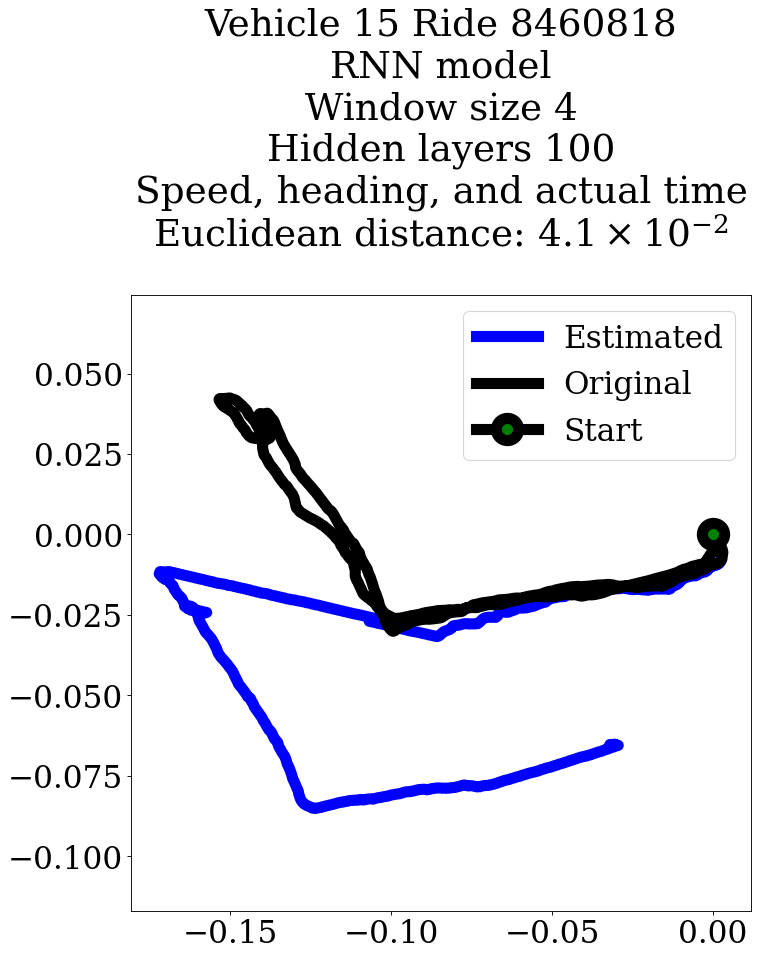 Vehicle 15 Ride 8460818
RNN model
Window size 4
Hidden layers 100
Speed, heading, and actual time
Euclidean distance: 4.1 × 10⁻²
Estimated
Original
Start
0.050
0.025
0.000
−0.025
−0.050
−0.075
−0.100
−0.15 −0.10 −0.05 0.00